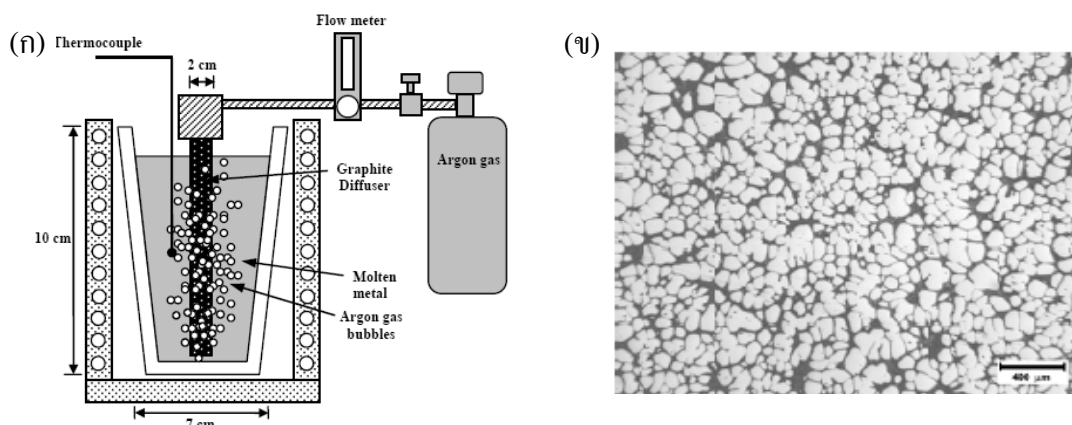 (ก)
Thermocouple
Flow meter
2 cm
Argon gas
Graphite
Diffuser
10 cm
Molten
metal
Argon gas
bubbles
7 cm
(ข)
400 μm